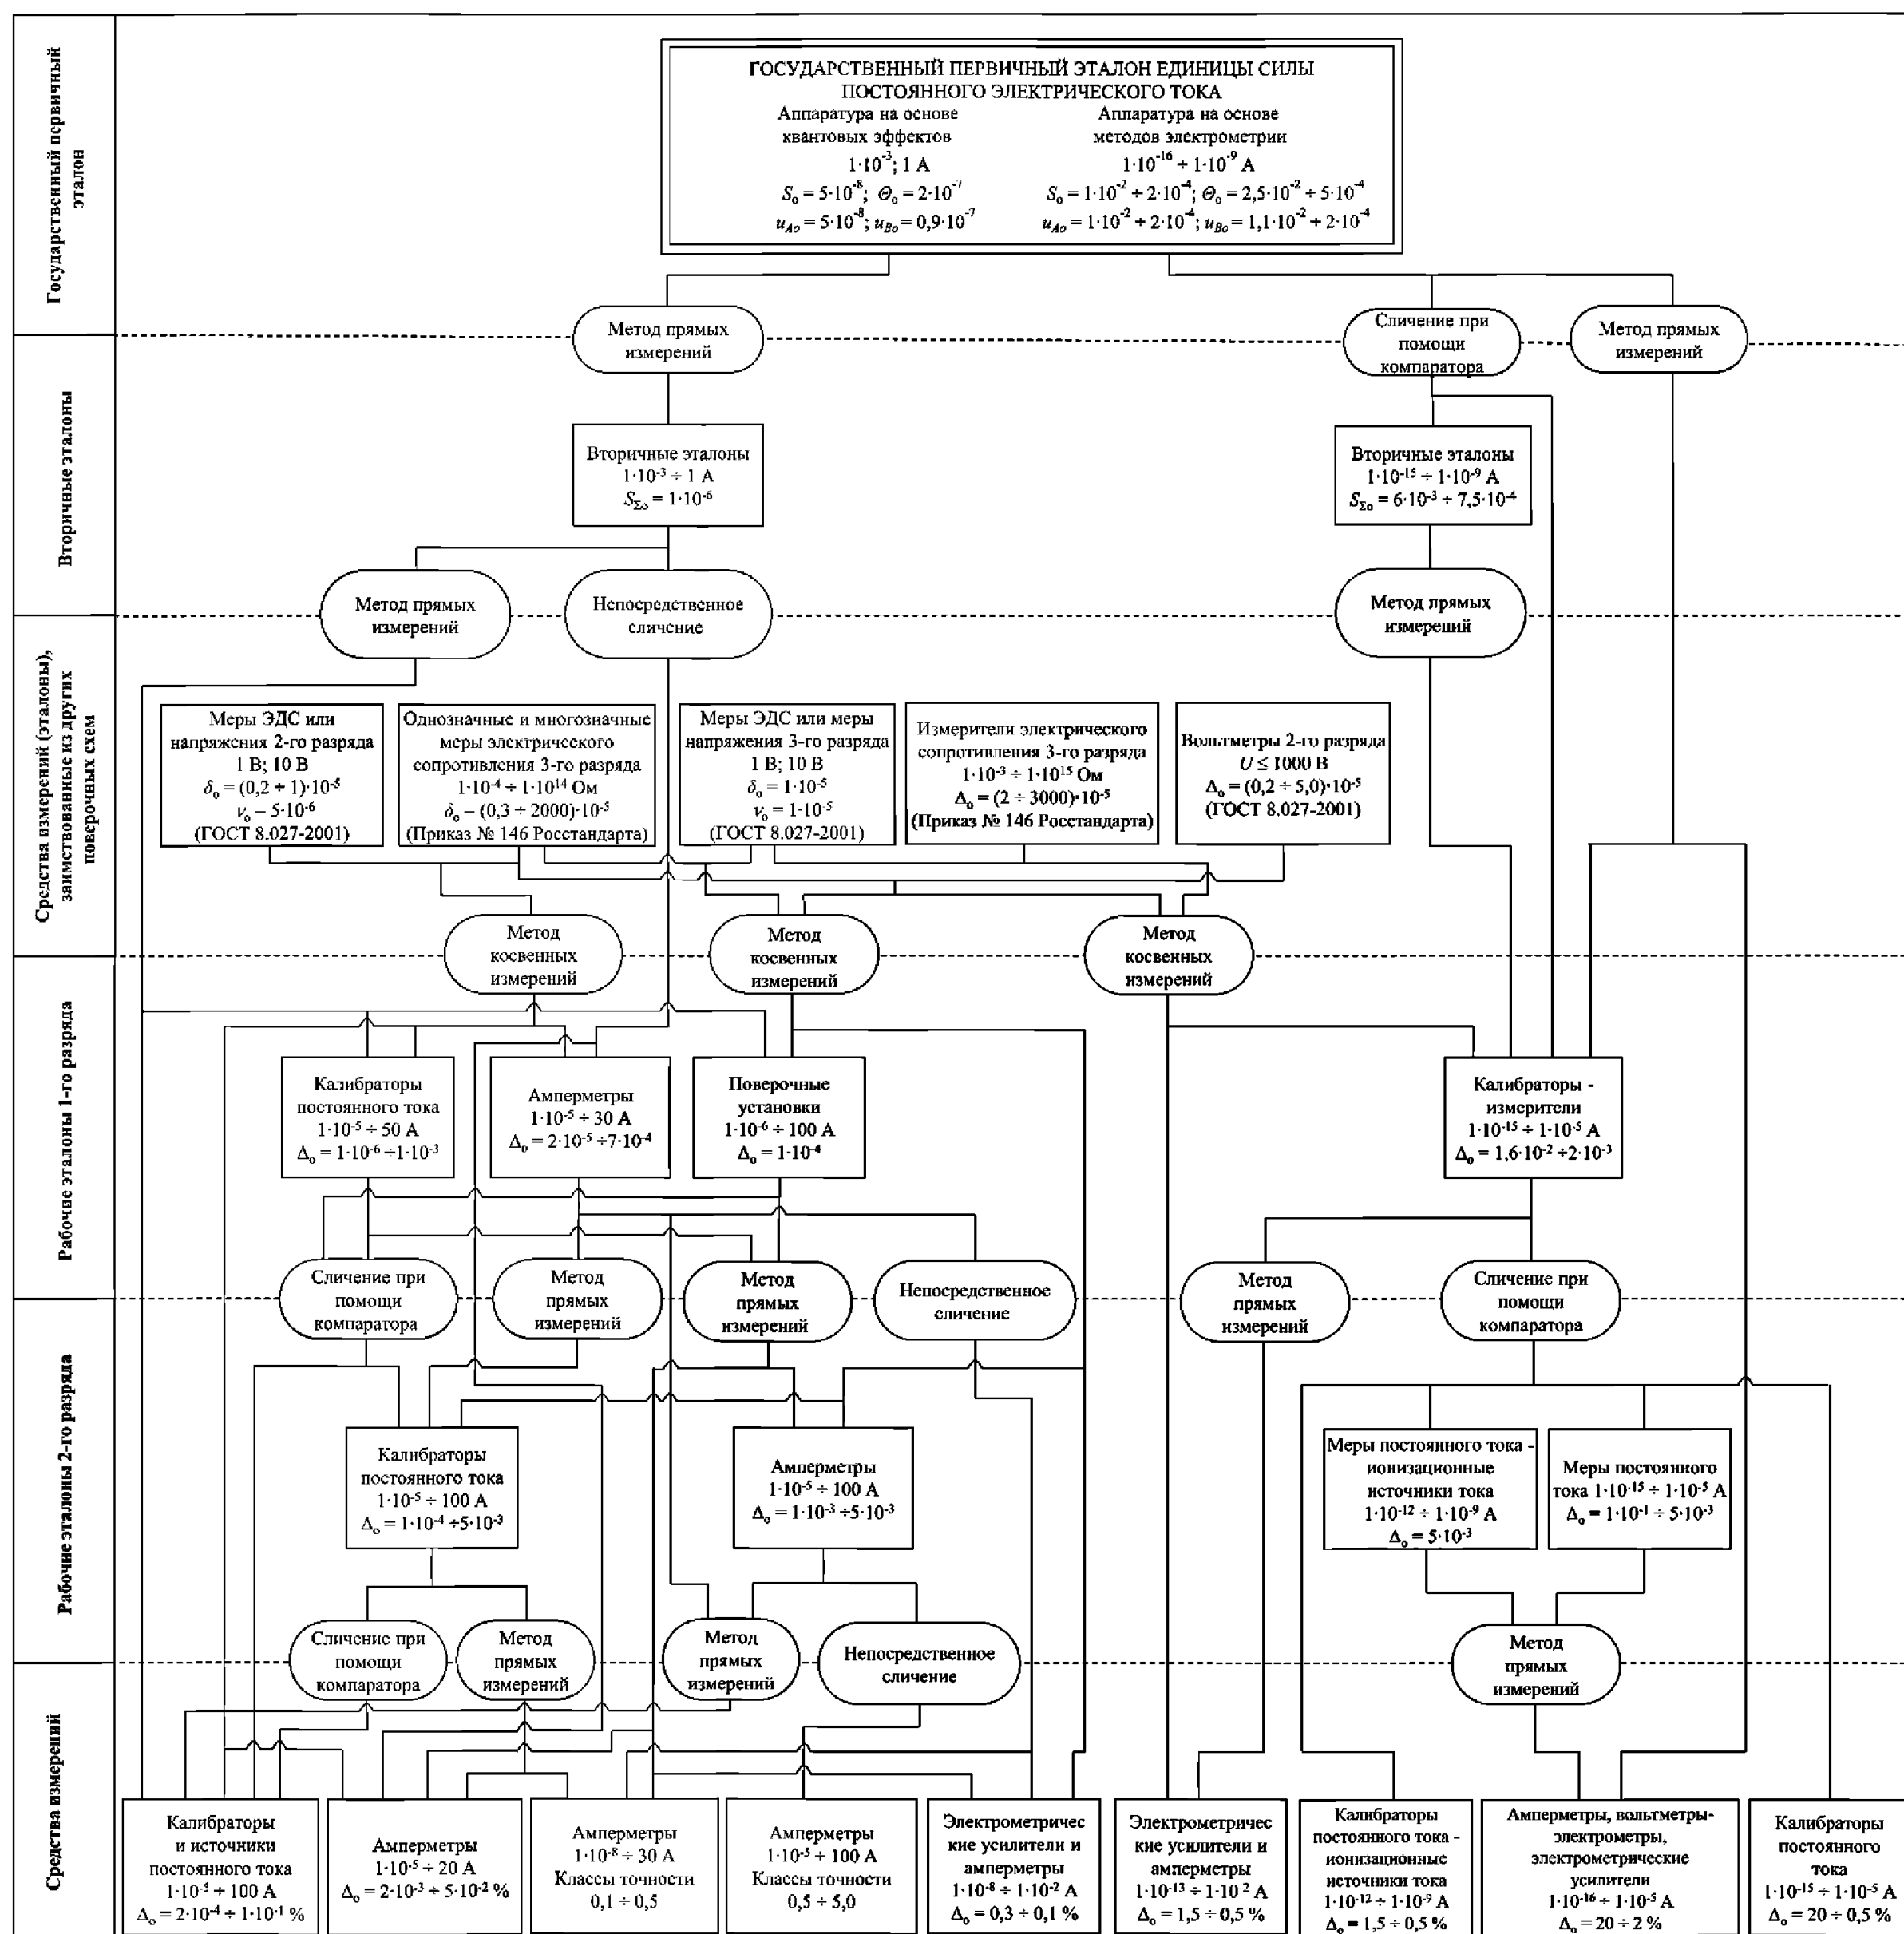 Государственный первичный
эталон
ГОСУДАРСТВЕННЫЙ ПЕРВИЧНЫЙ ЭТАЛОН ЕДИНИЦЫ СИЛЫ
ПОСТОЯННОГО ЭЛЕКТРИЧЕСКОГО ТОКА
Аппаратура на основе
квантовых эффектов
1·10⁻³; 1 А
S₀ = 5·10⁻⁸; Θ₀ = 2·10⁻⁷
u_Ao = 5·10⁻⁸; u_Bo = 0,9·10⁻⁷
Аппаратура на основе
методов электрометрии
1·10⁻¹⁶ ÷ 1·10⁻⁹ А
S₀ = 1·10⁻² ÷ 2·10⁻⁴; Θ₀ = 2,5·10⁻² ÷ 5·10⁻⁴
u_Ao = 1·10⁻² ÷ 2·10⁻⁴; u_Bo = 1,1·10⁻² ÷ 2·10⁻⁴
Метод прямых
измерений
Сличение при
помощи
компаратора
Метод прямых
измерений
Вторичные эталоны
Вторичные эталоны
1·10⁻³ ÷ 1 А
S_Σo = 1·10⁻⁶
Вторичные эталоны
1·10⁻¹⁵ ÷ 1·10⁻⁹ А
S_Σo = 6·10⁻³ ÷ 7,5·10⁻⁴
Метод прямых
измерений
Непосредственное
сличение
Метод прямых
измерений
Средства измерений (эталоны),
заимствованные из других
поверочных схем
Меры ЭДС или
напряжения 2-го разряда
1 В; 10 В
δ₀ = (0,2 ÷ 1)·10⁻⁵
ν₀ = 5·10⁻⁶
(ГОСТ 8.027-2001)
Однозначные и многозначные
меры электрического
сопротивления 3-го разряда
1·10⁻⁴ ÷ 1·10¹⁴ Ом
δ₀ = (0,3 ÷ 2000)·10⁻⁵
(Приказ № 146 Росстандарта)
Меры ЭДС или меры
напряжения 3-го разряда
1 В; 10 В
δ₀ = 1·10⁻⁵
ν₀ = 1·10⁻⁵
(ГОСТ 8.027-2001)
Измерители электрического
сопротивления 3-го разряда
1·10⁻³ ÷ 1·10¹⁵ Ом
Δ₀ = (2 ÷ 3000)·10⁻⁵
(Приказ № 146 Росстандарта)
Вольтметры 2-го разряда
U ≤ 1000 В
Δ₀ = (0,2 ÷ 5,0)·10⁻⁵
(ГОСТ 8.027-2001)
Метод
косвенных
измерений
Метод
косвенных
измерений
Метод
косвенных
измерений
Рабочие эталоны 1-го разряда
Калибраторы
постоянного тока
1·10⁻⁵ ÷ 50 А
Δ₀ = 1·10⁻⁶ ÷1·10⁻³
Амперметры
1·10⁻⁵ ÷ 30 А
Δ₀ = 2·10⁻⁵ ÷7·10⁻⁴
Поверочные
установки
1·10⁻⁶ ÷ 100 А
Δ₀ = 1·10⁻⁴
Калибраторы -
измерители
1·10⁻¹⁵ ÷ 1·10⁻⁵ А
Δ₀ = 1,6·10⁻² ÷2·10⁻³
Сличение при
помощи
компаратора
Метод
прямых
измерений
Метод
прямых
измерений
Непосредственное
сличение
Метод
прямых
измерений
Сличение при
помощи
компаратора
Рабочие эталоны 2-го разряда
Калибраторы
постоянного тока
1·10⁻⁵ ÷ 100 А
Δ₀ = 1·10⁻⁴ ÷5·10⁻³
Амперметры
1·10⁻⁵ ÷ 100 А
Δ₀ = 1·10⁻³ ÷5·10⁻³
Меры постоянного тока -
ионизационные
источники тока
1·10⁻¹² ÷ 1·10⁻⁹ А
Δ₀ = 5·10⁻³
Меры постоянного
тока 1·10⁻¹⁵ ÷ 1·10⁻⁵ А
Δ₀ = 1·10⁻¹ ÷ 5·10⁻³
Сличение при
помощи
компаратора
Метод
прямых
измерений
Метод
прямых
измерений
Непосредственное
сличение
Метод
прямых
измерений
Средства измерений
Калибраторы
и источники
постоянного тока
1·10⁻⁵ ÷ 100 А
Δ₀ = 2·10⁻⁴ ÷ 1·10⁻¹ %
Амперметры
1·10⁻⁵ ÷ 20 А
Δ₀ = 2·10⁻³ ÷ 5·10⁻² %
Амперметры
1·10⁻⁸ ÷ 30 А
Классы точности
0,1 ÷ 0,5
Амперметры
1·10⁻⁵ ÷ 100 А
Классы точности
0,5 ÷ 5,0
Электрометричес
кие усилители и
амперметры
1·10⁻⁸ ÷ 1·10⁻² А
Δ₀ = 0,3 ÷ 0,1 %
Электрометричес
кие усилители и
амперметры
1·10⁻¹³ ÷ 1·10⁻² А
Δ₀ = 1,5 ÷ 0,5 %
Калибраторы
постоянного тока -
ионизационные
источники тока
1·10⁻¹² ÷ 1·10⁻⁹ А
Δ₀ = 1,5 ÷ 0,5 %
Амперметры, вольтметры-
электрометры,
электрометрические
усилители
1·10⁻¹⁶ ÷ 1·10⁻⁵ А
Δ₀ = 20 ÷ 2 %
Калибраторы
постоянного
тока
1·10⁻¹⁵ ÷ 1·10⁻⁵ А
Δ₀ = 20 ÷ 0,5 %